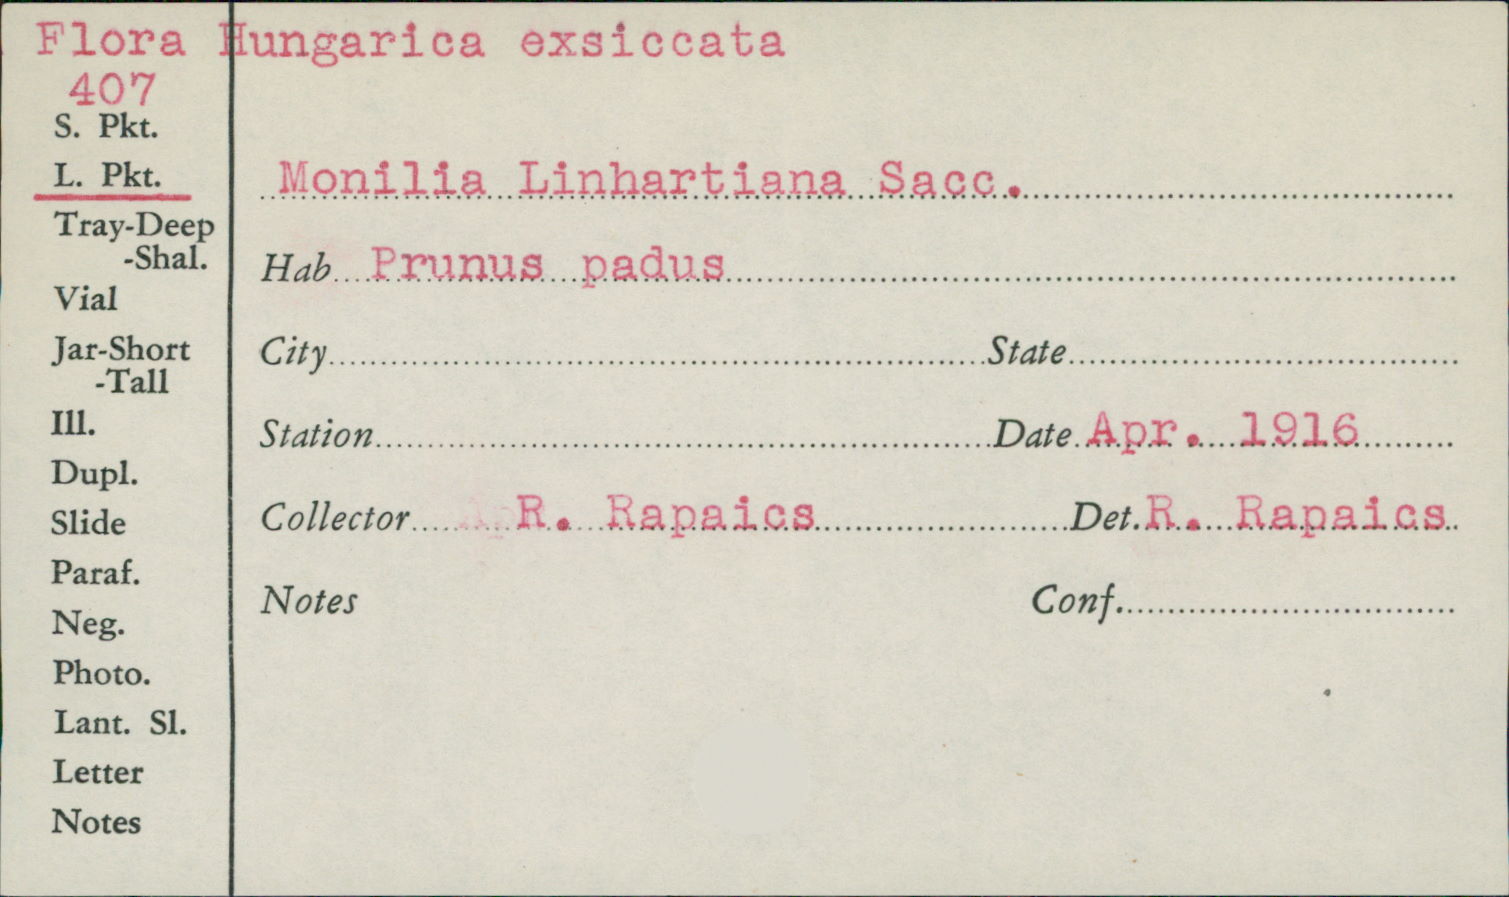 Flora Hungarica exsiccata
407
S. Pkt.
L. Pkt.
Tray-Deep
-Shal.
Vial
Jar-Short
-Tall
Ill.
Dupl.
Slide
Paraf.
Neg.
Photo.
Lant. Sl.
Letter
Notes
Monilia Linhartiana Sacc.
Hab Prunus padus
City State
Station Date Apr. 1916
Collector R. Rapaics Det. R. Rapaics
Notes Conf.